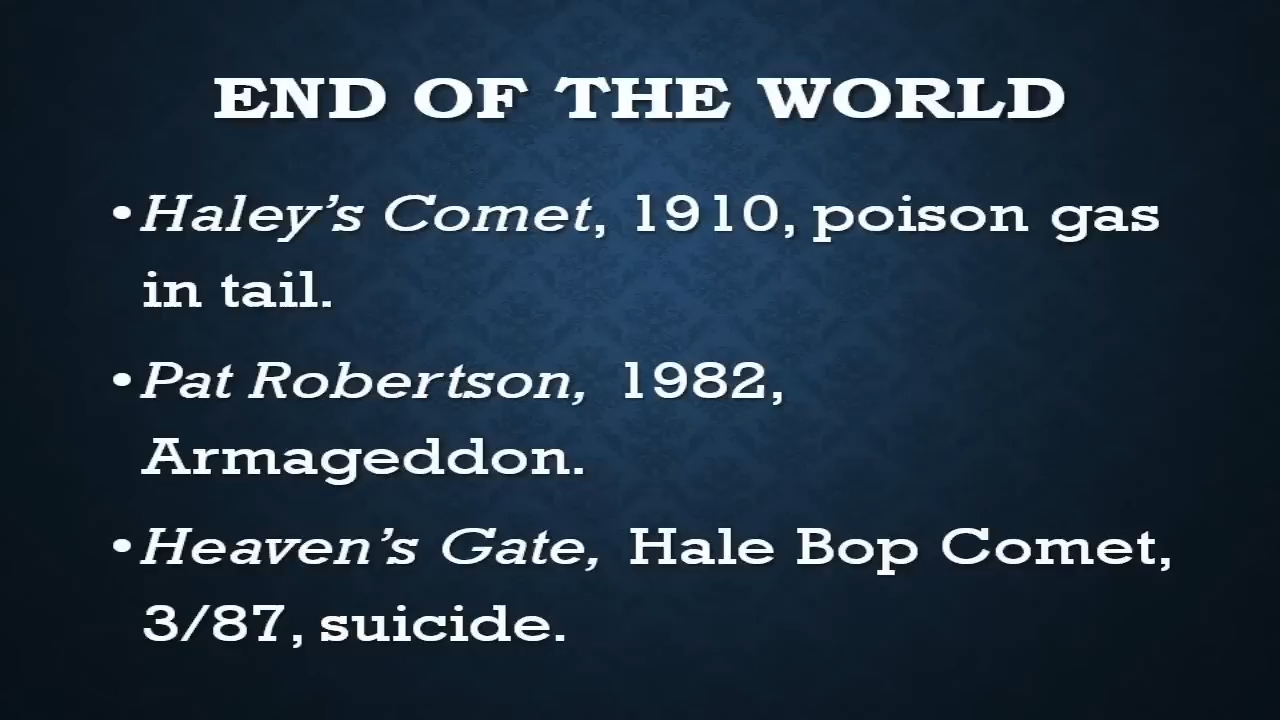 END OF THE WORLD
•Haley’s Comet, 1910, poison gas
in tail.
•Pat Robertson, 1982,
Armageddon.
•Heaven’s Gate, Hale Bop Comet,
3/87, suicide.